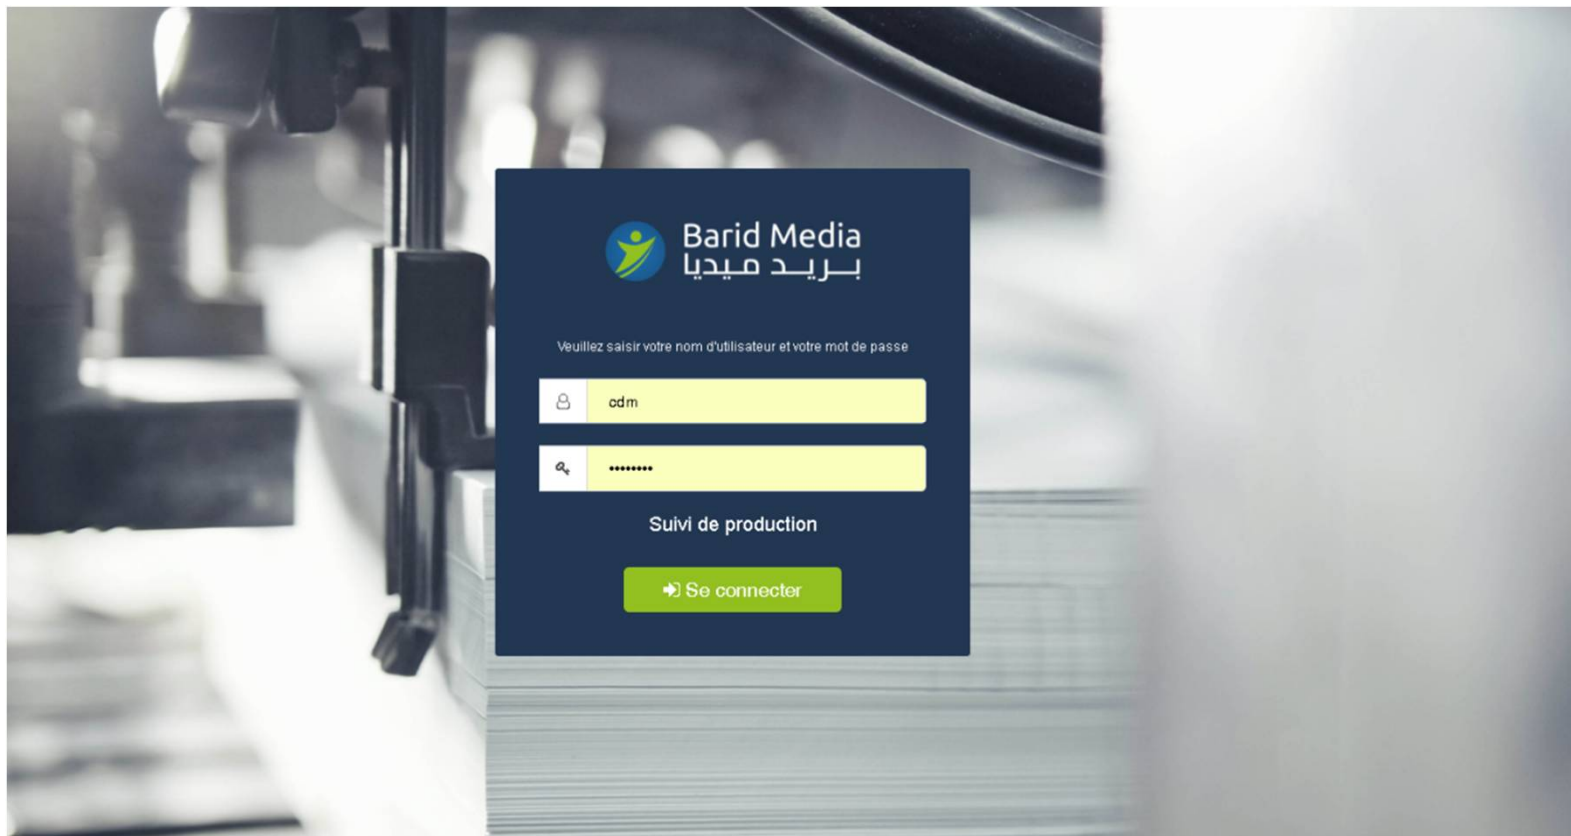 Barid Media
بريد ميديا
Veuillez saisir votre nom d'utilisateur et votre mot de passe
cdm
••••••••
Suivi de production
Se connecter